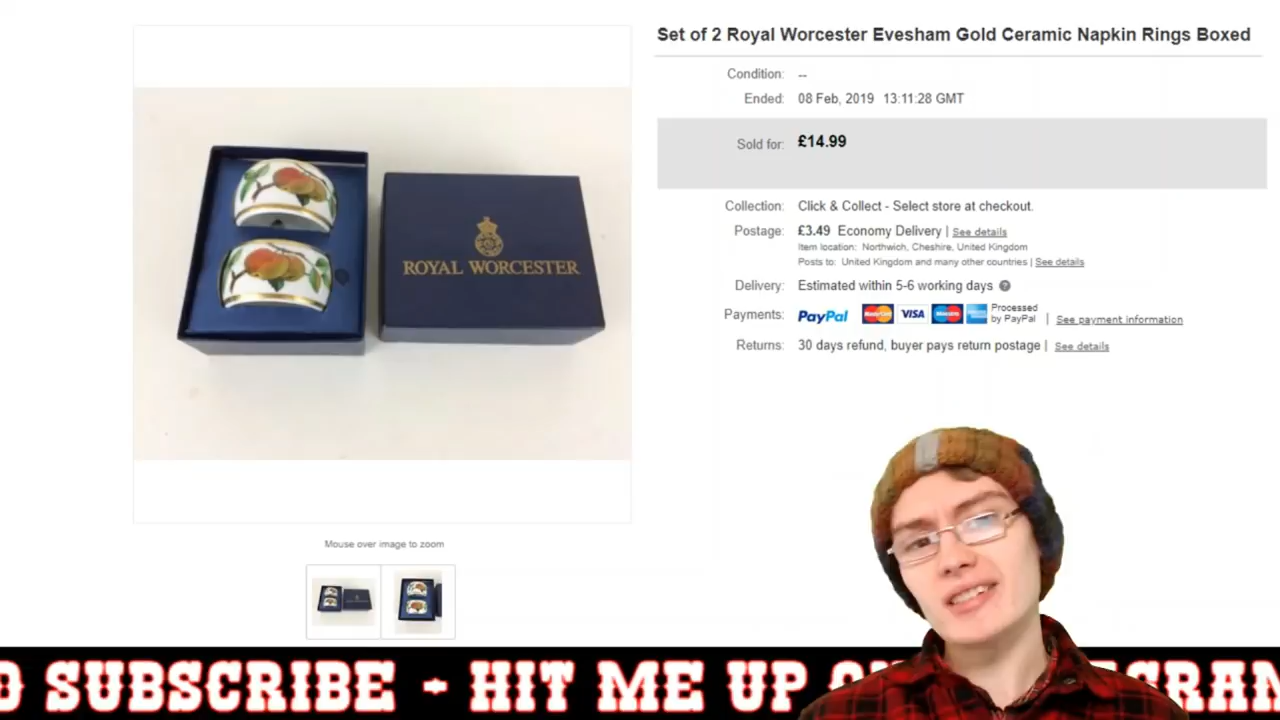 Set of 2 Royal Worcester Evesham Gold Ceramic Napkin Rings Boxed
Condition: --
Ended: 08 Feb, 2019 13:11:28 GMT
Sold for: £14.99
Collection: Click & Collect - Select store at checkout.
Postage: £3.49 Economy Delivery | See details
Item location: Northwich, Cheshire, United Kingdom
Posts to: United Kingdom and many other countries | See details
Delivery: Estimated within 5-6 working days ?
Payments: PayPal MasterCard VISA Maestro Processed by PayPal | See payment information
Returns: 30 days refund, buyer pays return postage | See details
ROYAL WORCESTER
Mouse over image to zoom
SUBSCRIBE - HIT ME UP